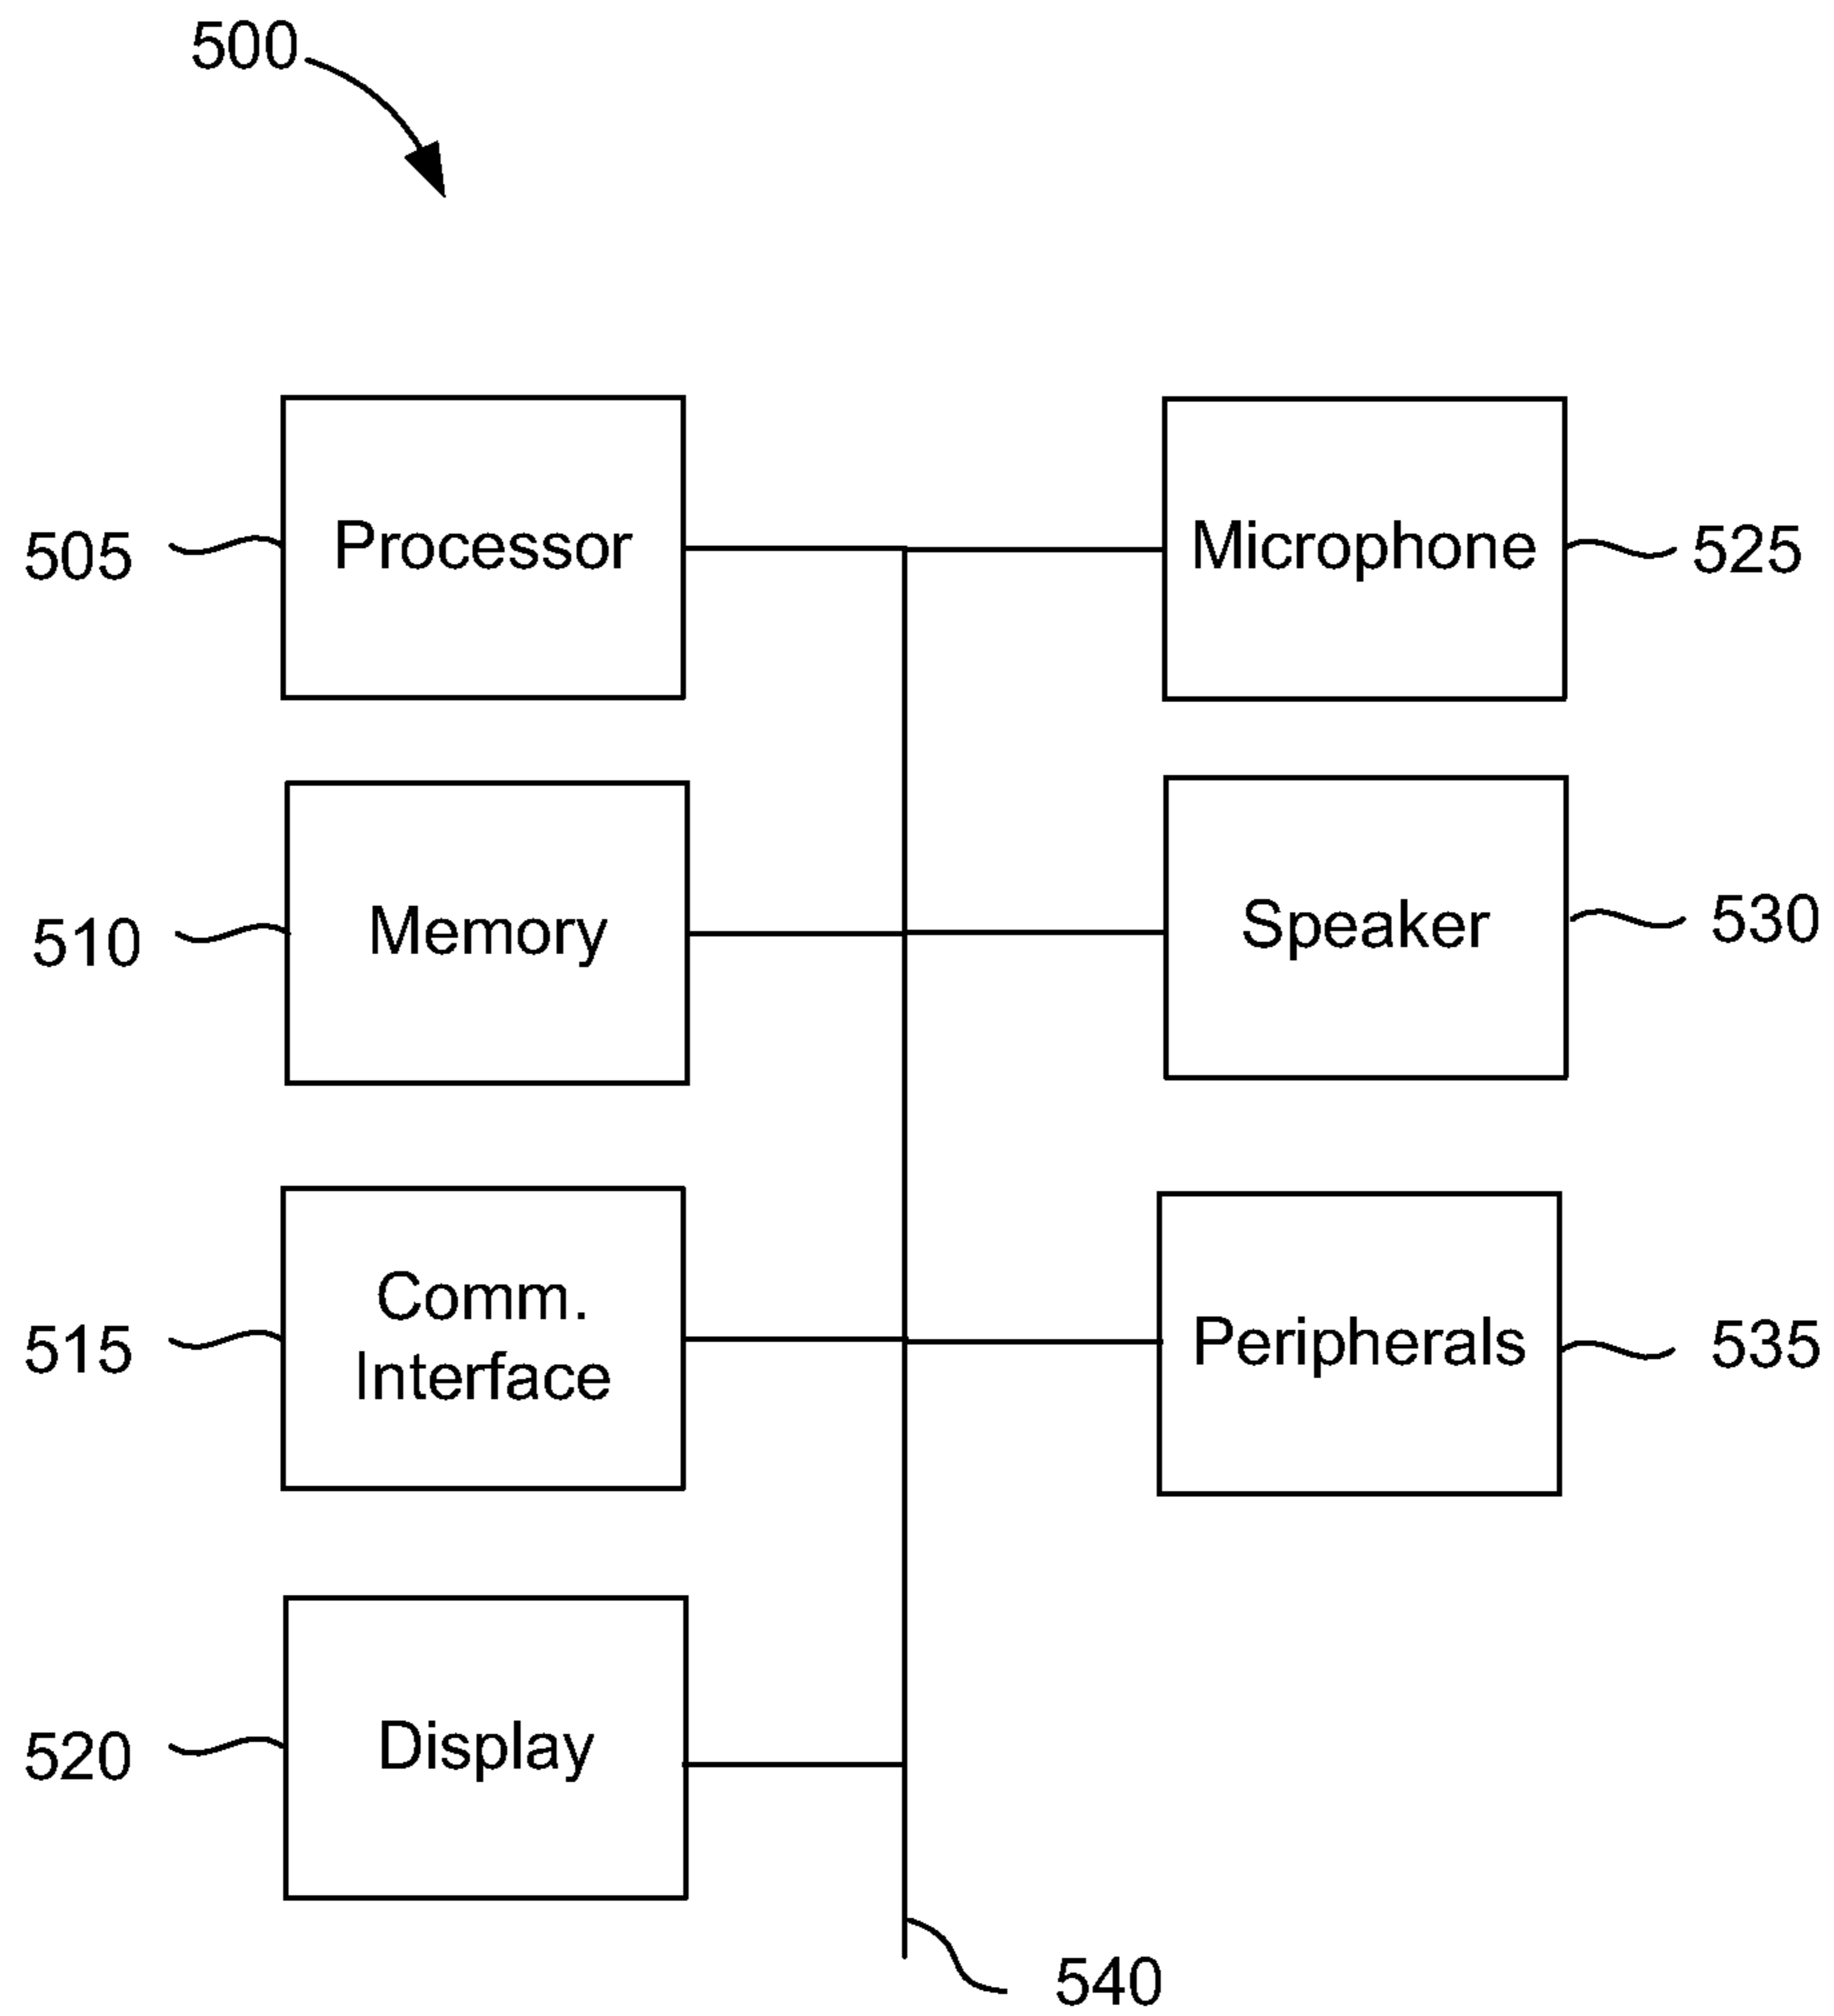 500
505
Processor
Microphone
525
510
Memory
Speaker
530
515
Comm.
Interface
Peripherals
535
520
Display
540